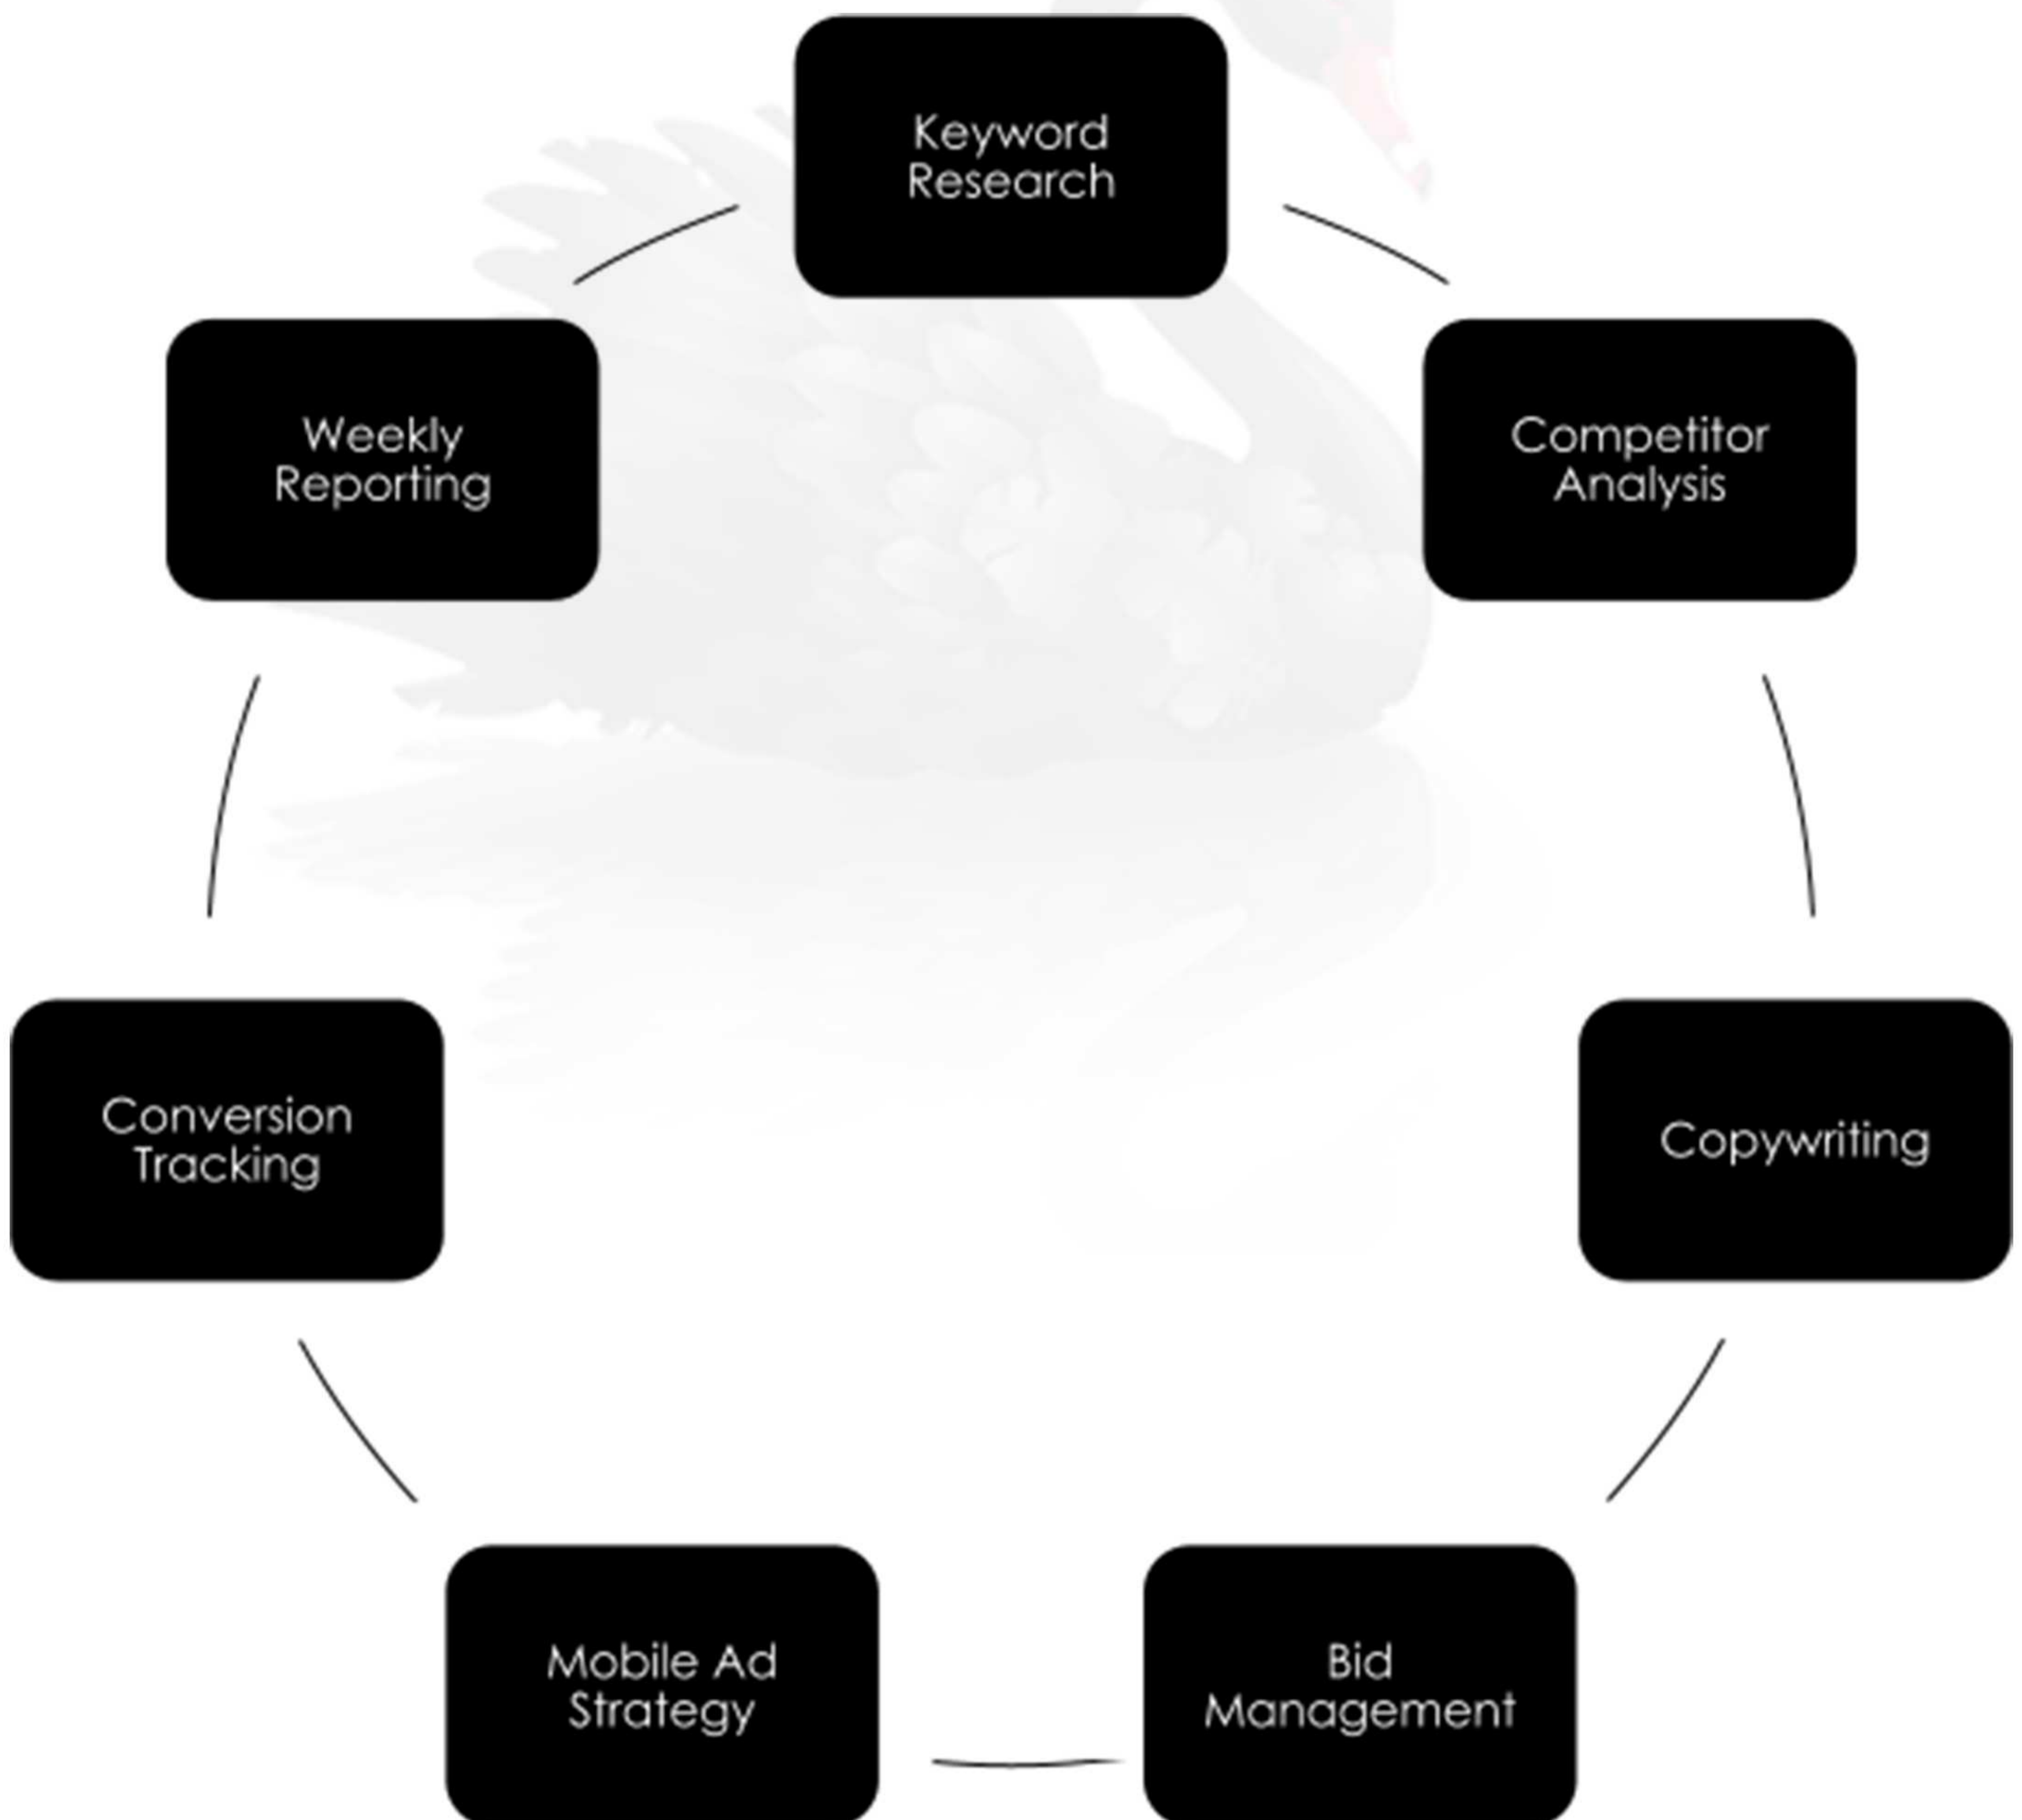 Keyword
Research
Competitor
Analysis
Copywriting
Bid
Management
Mobile Ad
Strategy
Conversion
Tracking
Weekly
Reporting